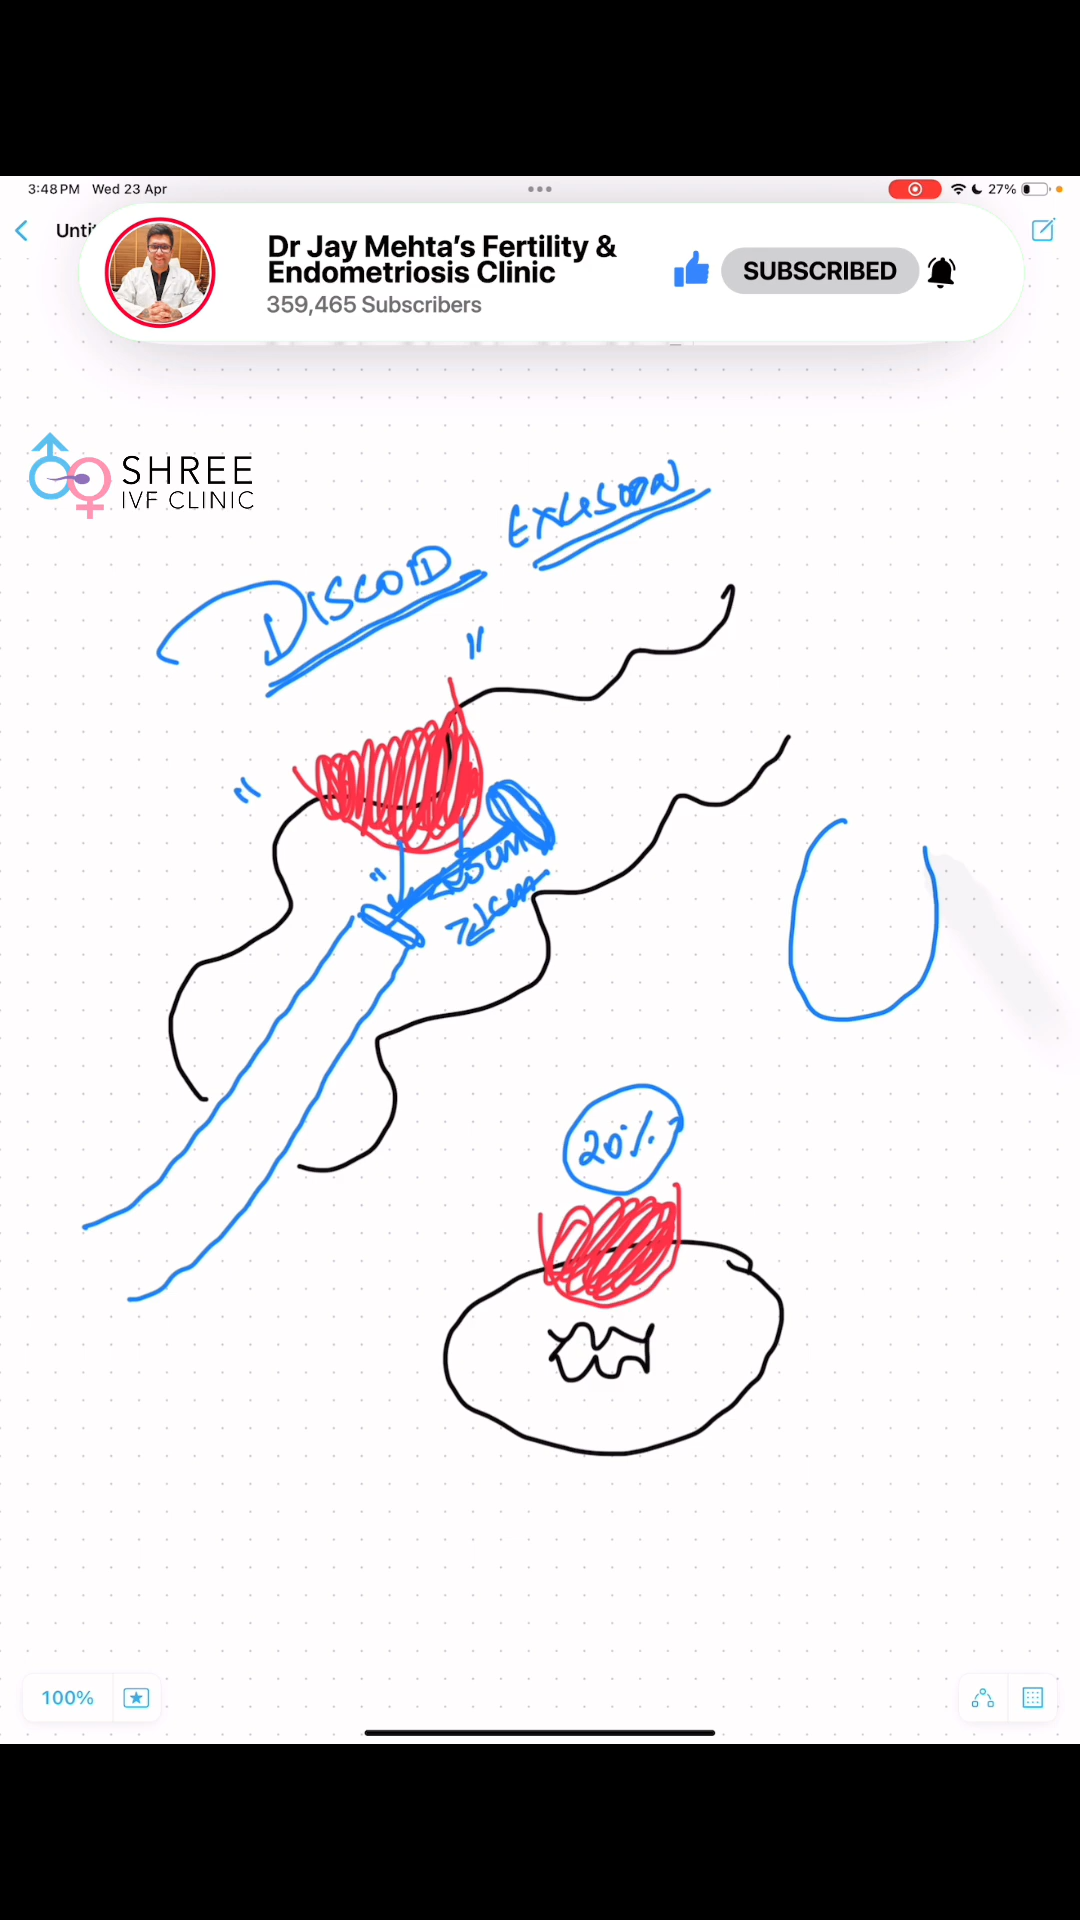 3:48 PM Wed 23 Apr
27%
Untit
Dr Jay Mehta's Fertility &
Endometriosis Clinic
359,465 Subscribers
SUBSCRIBED
SHREE
IVF CLINIC
DISCOID EXCISION
20%
100%